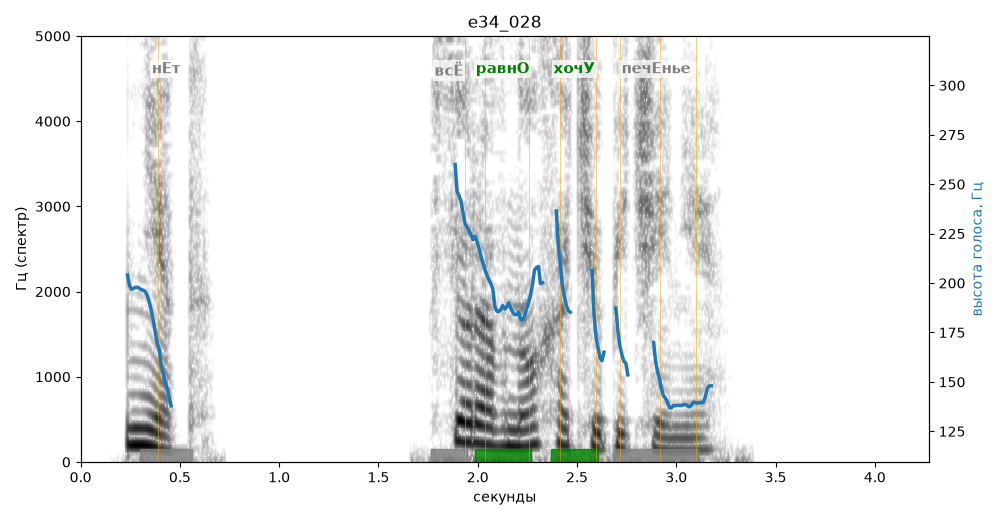 e34_028
нЕт
всЁ
равнО
хочУ
печЕнье
5000
4000
3000
2000
1000
0
Гц (спектр)
300
275
250
225
200
175
150
125
высота голоса, Гц
0.0 0.5 1.0 1.5 2.0 2.5 3.0 3.5 4.0
секунды